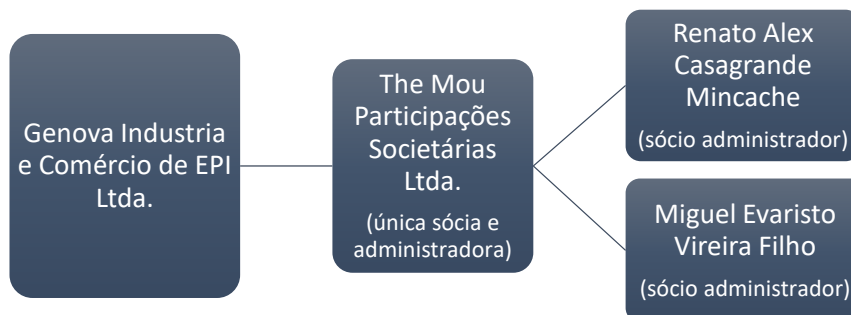 Genova Industria
e Comércio de EPI
Ltda.
The Mou
Participações
Societárias
Ltda.
(única sócia e
administradora)
Renato Alex
Casagrande
Mincache
(sócio administrador)
Miguel Evaristo
Vireira Filho
(sócio administrador)